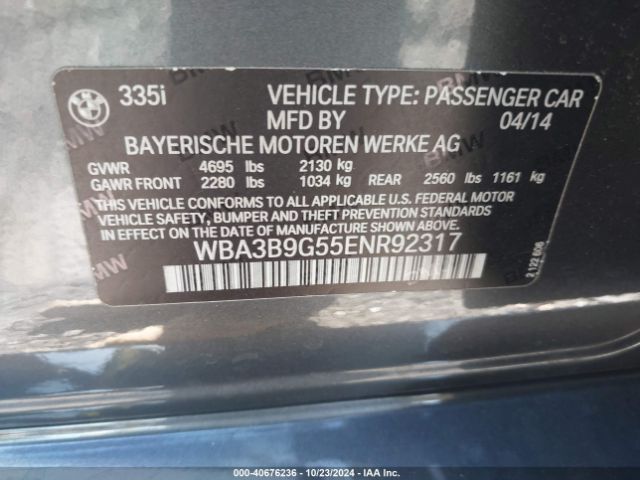 335i VEHICLE TYPE: PASSENGER CAR
MFD BY 04/14
BAYERISCHE MOTOREN WERKE AG
GVWR 4695 lbs 2130 kg
GAWR FRONT 2280 lbs 1034 kg REAR 2560 lbs 1161 kg
THIS VEHICLE CONFORMS TO ALL APPLICABLE U.S. FEDERAL MOTOR
VEHICLE SAFETY, BUMPER AND THEFT PREVENTION STANDARDS
IN EFFECT ON THE DATE OF MANUFACTURE SHOWN ABOVE.
WBA3B9G55ENR92317
000-40676236 - 10/23/2024 - IAA Inc.